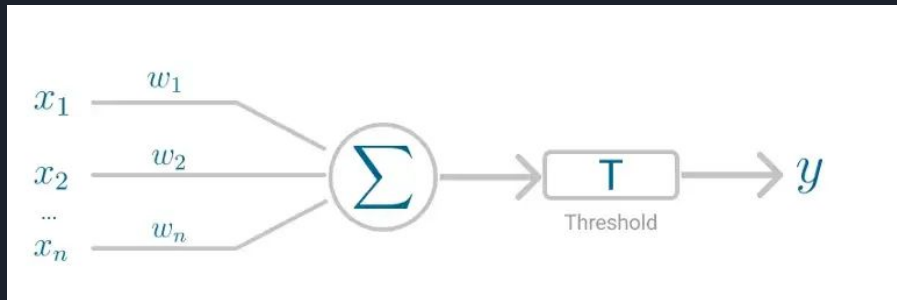 w₁
x₁
w₂
x₂
∑
T
y
...
Threshold
wₙ
xₙ